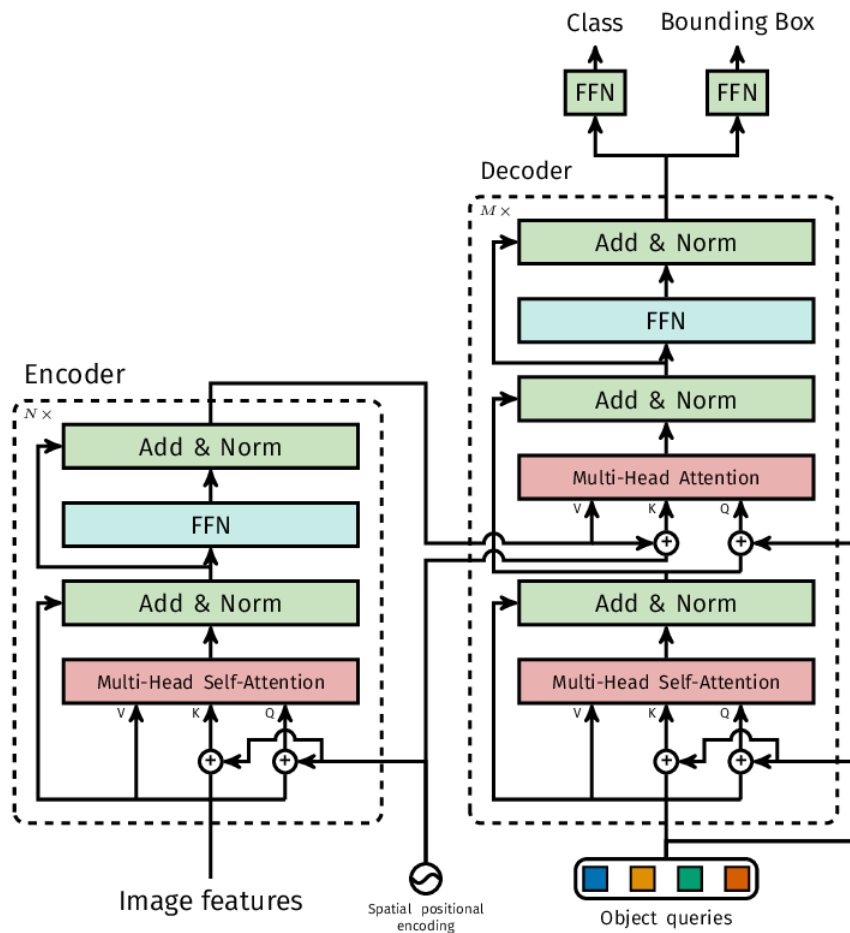 Class Bounding Box
FFN FFN
Decoder
M ×
Add & Norm
FFN
Add & Norm
Multi-Head Attention
V K Q
Add & Norm
Multi-Head Self-Attention
V K Q
Object queries
Encoder
N ×
Add & Norm
FFN
Add & Norm
Multi-Head Self-Attention
V K Q
Image features
Spatial positional
encoding